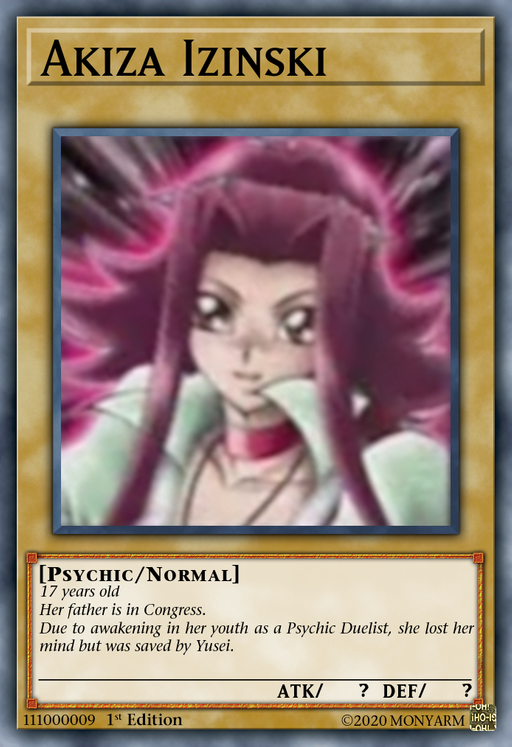 Akiza Izinski
[Psychic/Normal]
17 years old
Her father is in Congress.
Due to awakening in her youth as a Psychic Duelist, she lost her
mind but was saved by Yusei.
ATK/ ? DEF/ ?
111000009 1st Edition ©2020 MONYARM